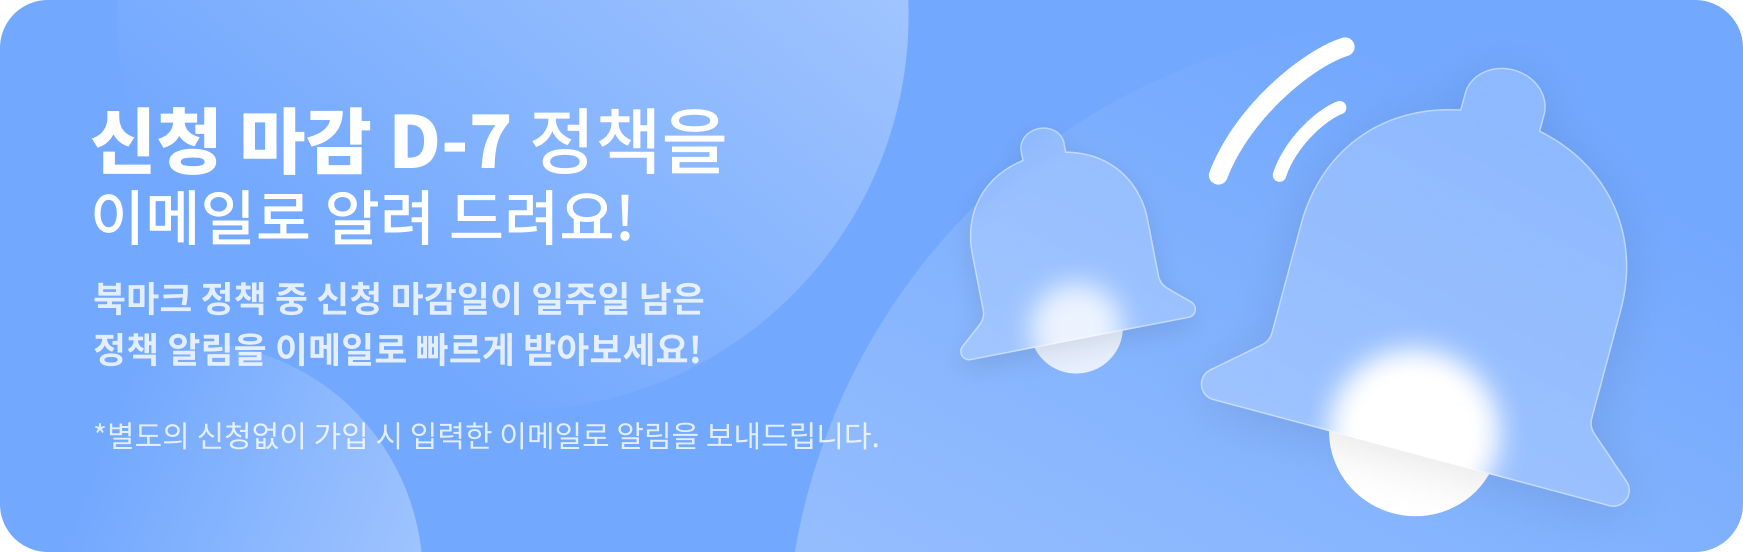 신청 마감 D-7 정책을
이메일로 알려 드려요!
북마크 정책 중 신청 마감일이 일주일 남은
정책 알림을 이메일로 빠르게 받아보세요!
*별도의 신청없이 가입 시 입력한 이메일로 알림을 보내드립니다.